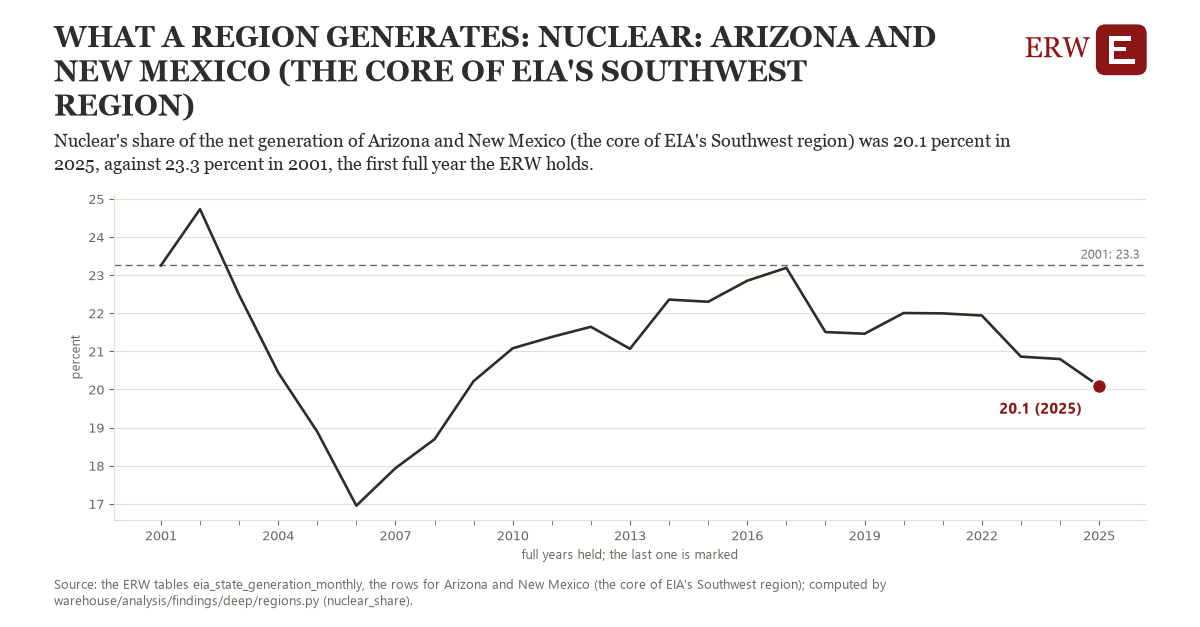 WHAT A REGION GENERATES: NUCLEAR: ARIZONA AND
NEW MEXICO (THE CORE OF EIA'S SOUTHWEST
REGION)
ERW E
Nuclear's share of the net generation of Arizona and New Mexico (the core of EIA's Southwest region) was 20.1 percent in
2025, against 23.3 percent in 2001, the first full year the ERW holds.
25
24
23
22
21
20
19
18
17
percent
2001: 23.3
20.1 (2025)
2001 2004 2007 2010 2013 2016 2019 2022 2025
full years held; the last one is marked
Source: the ERW tables eia_state_generation_monthly, the rows for Arizona and New Mexico (the core of EIA's Southwest region); computed by
warehouse/analysis/findings/deep/regions.py (nuclear_share).